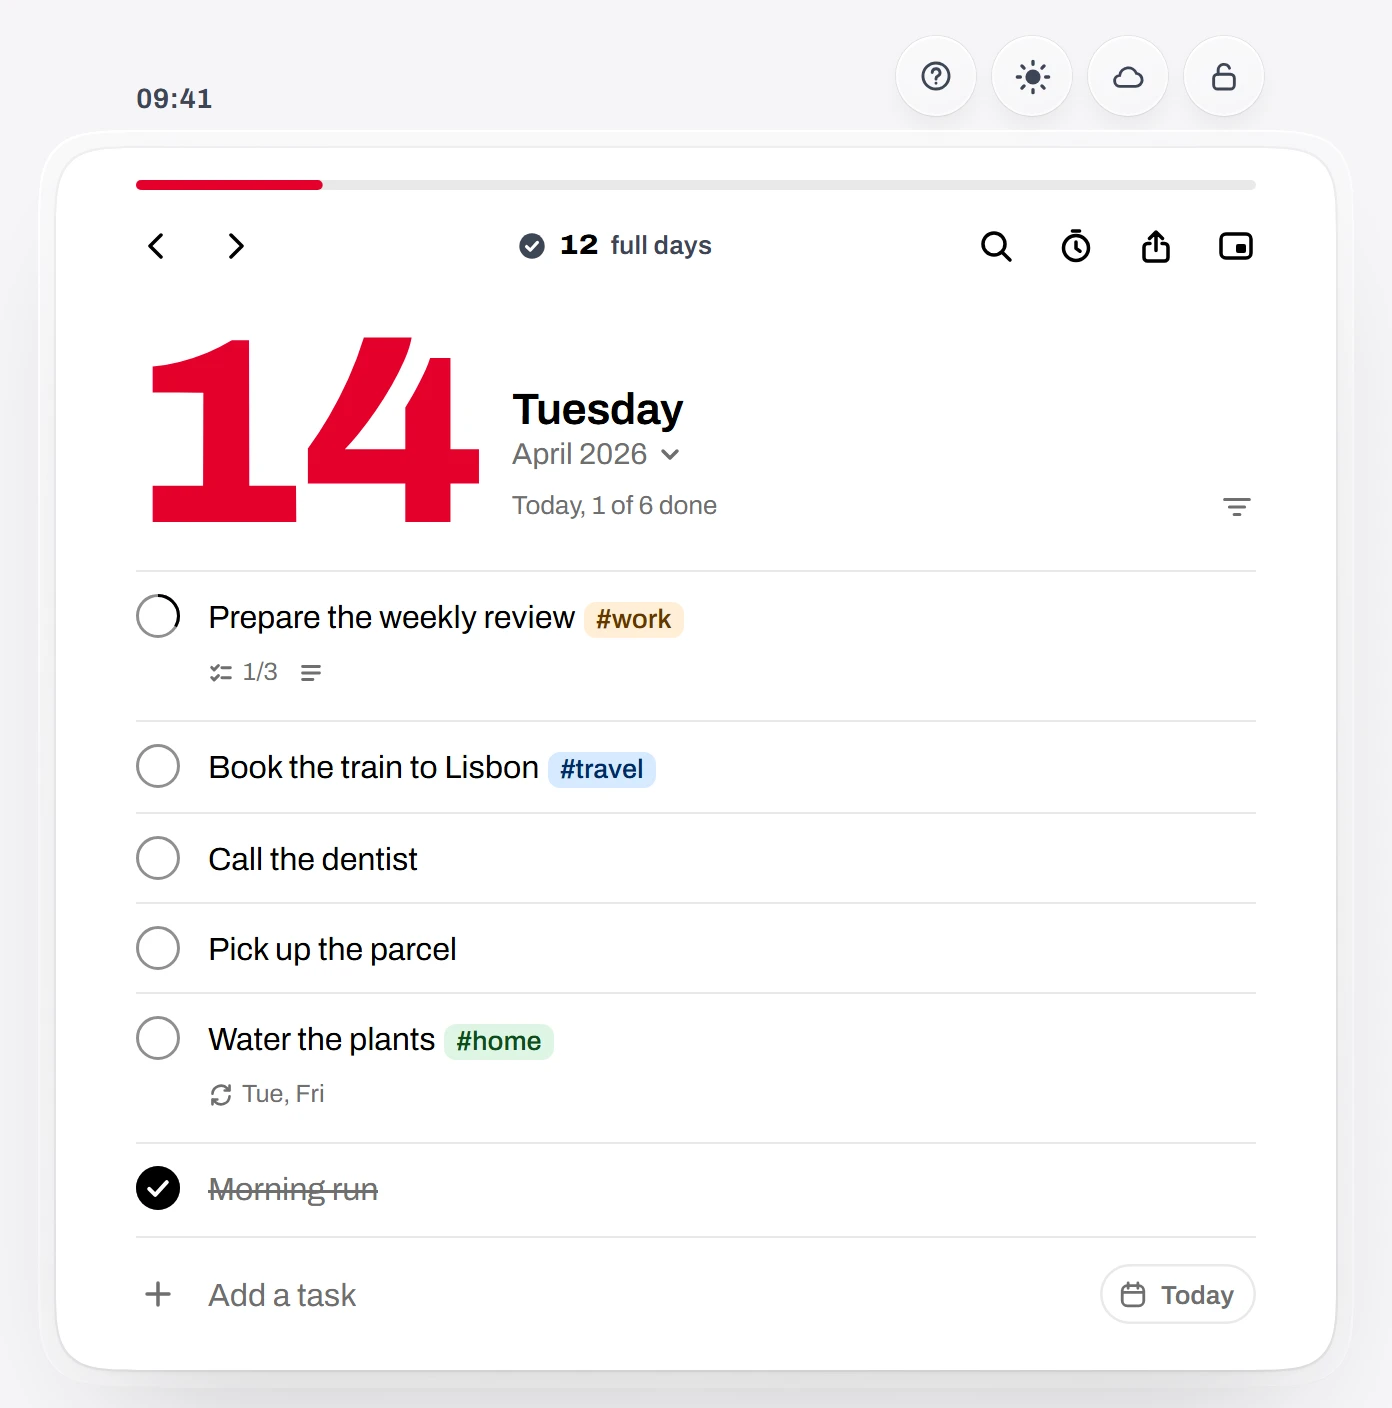 09:41
12 full days
14
Tuesday
April 2026
Today, 1 of 6 done
Prepare the weekly review #work
1/3
Book the train to Lisbon #travel
Call the dentist
Pick up the parcel
Water the plants #home
Tue, Fri
Morning run
Add a task
Today